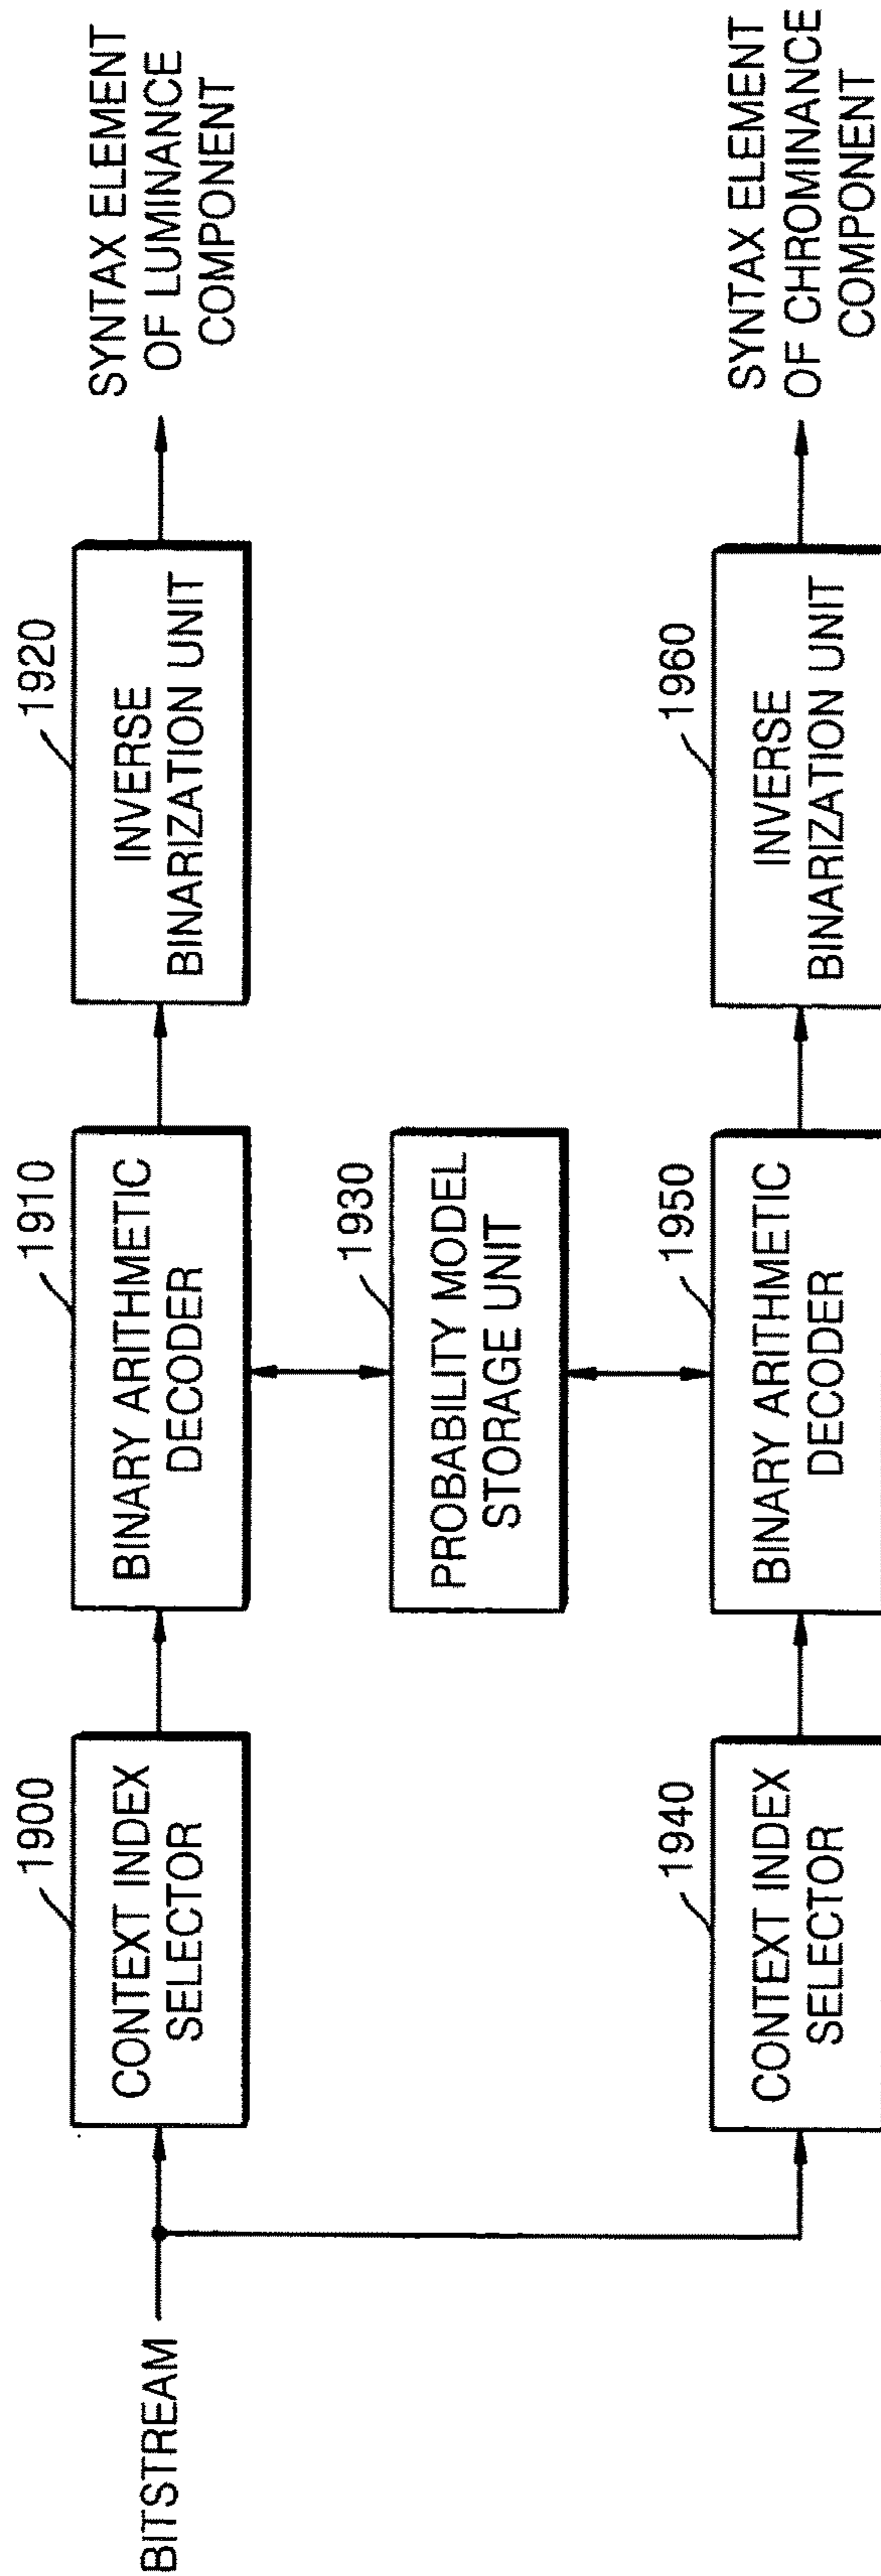 BITSTREAM
1900
CONTEXT INDEX
SELECTOR
1910
BINARY ARITHMETIC
DECODER
1920
INVERSE
BINARIZATION UNIT
SYNTAX ELEMENT
OF LUMINANCE
COMPONENT
1930
PROBABILITY MODEL
STORAGE UNIT
1940
CONTEXT INDEX
SELECTOR
1950
BINARY ARITHMETIC
DECODER
1960
INVERSE
BINARIZATION UNIT
SYNTAX ELEMENT
OF CHROMINANCE
COMPONENT